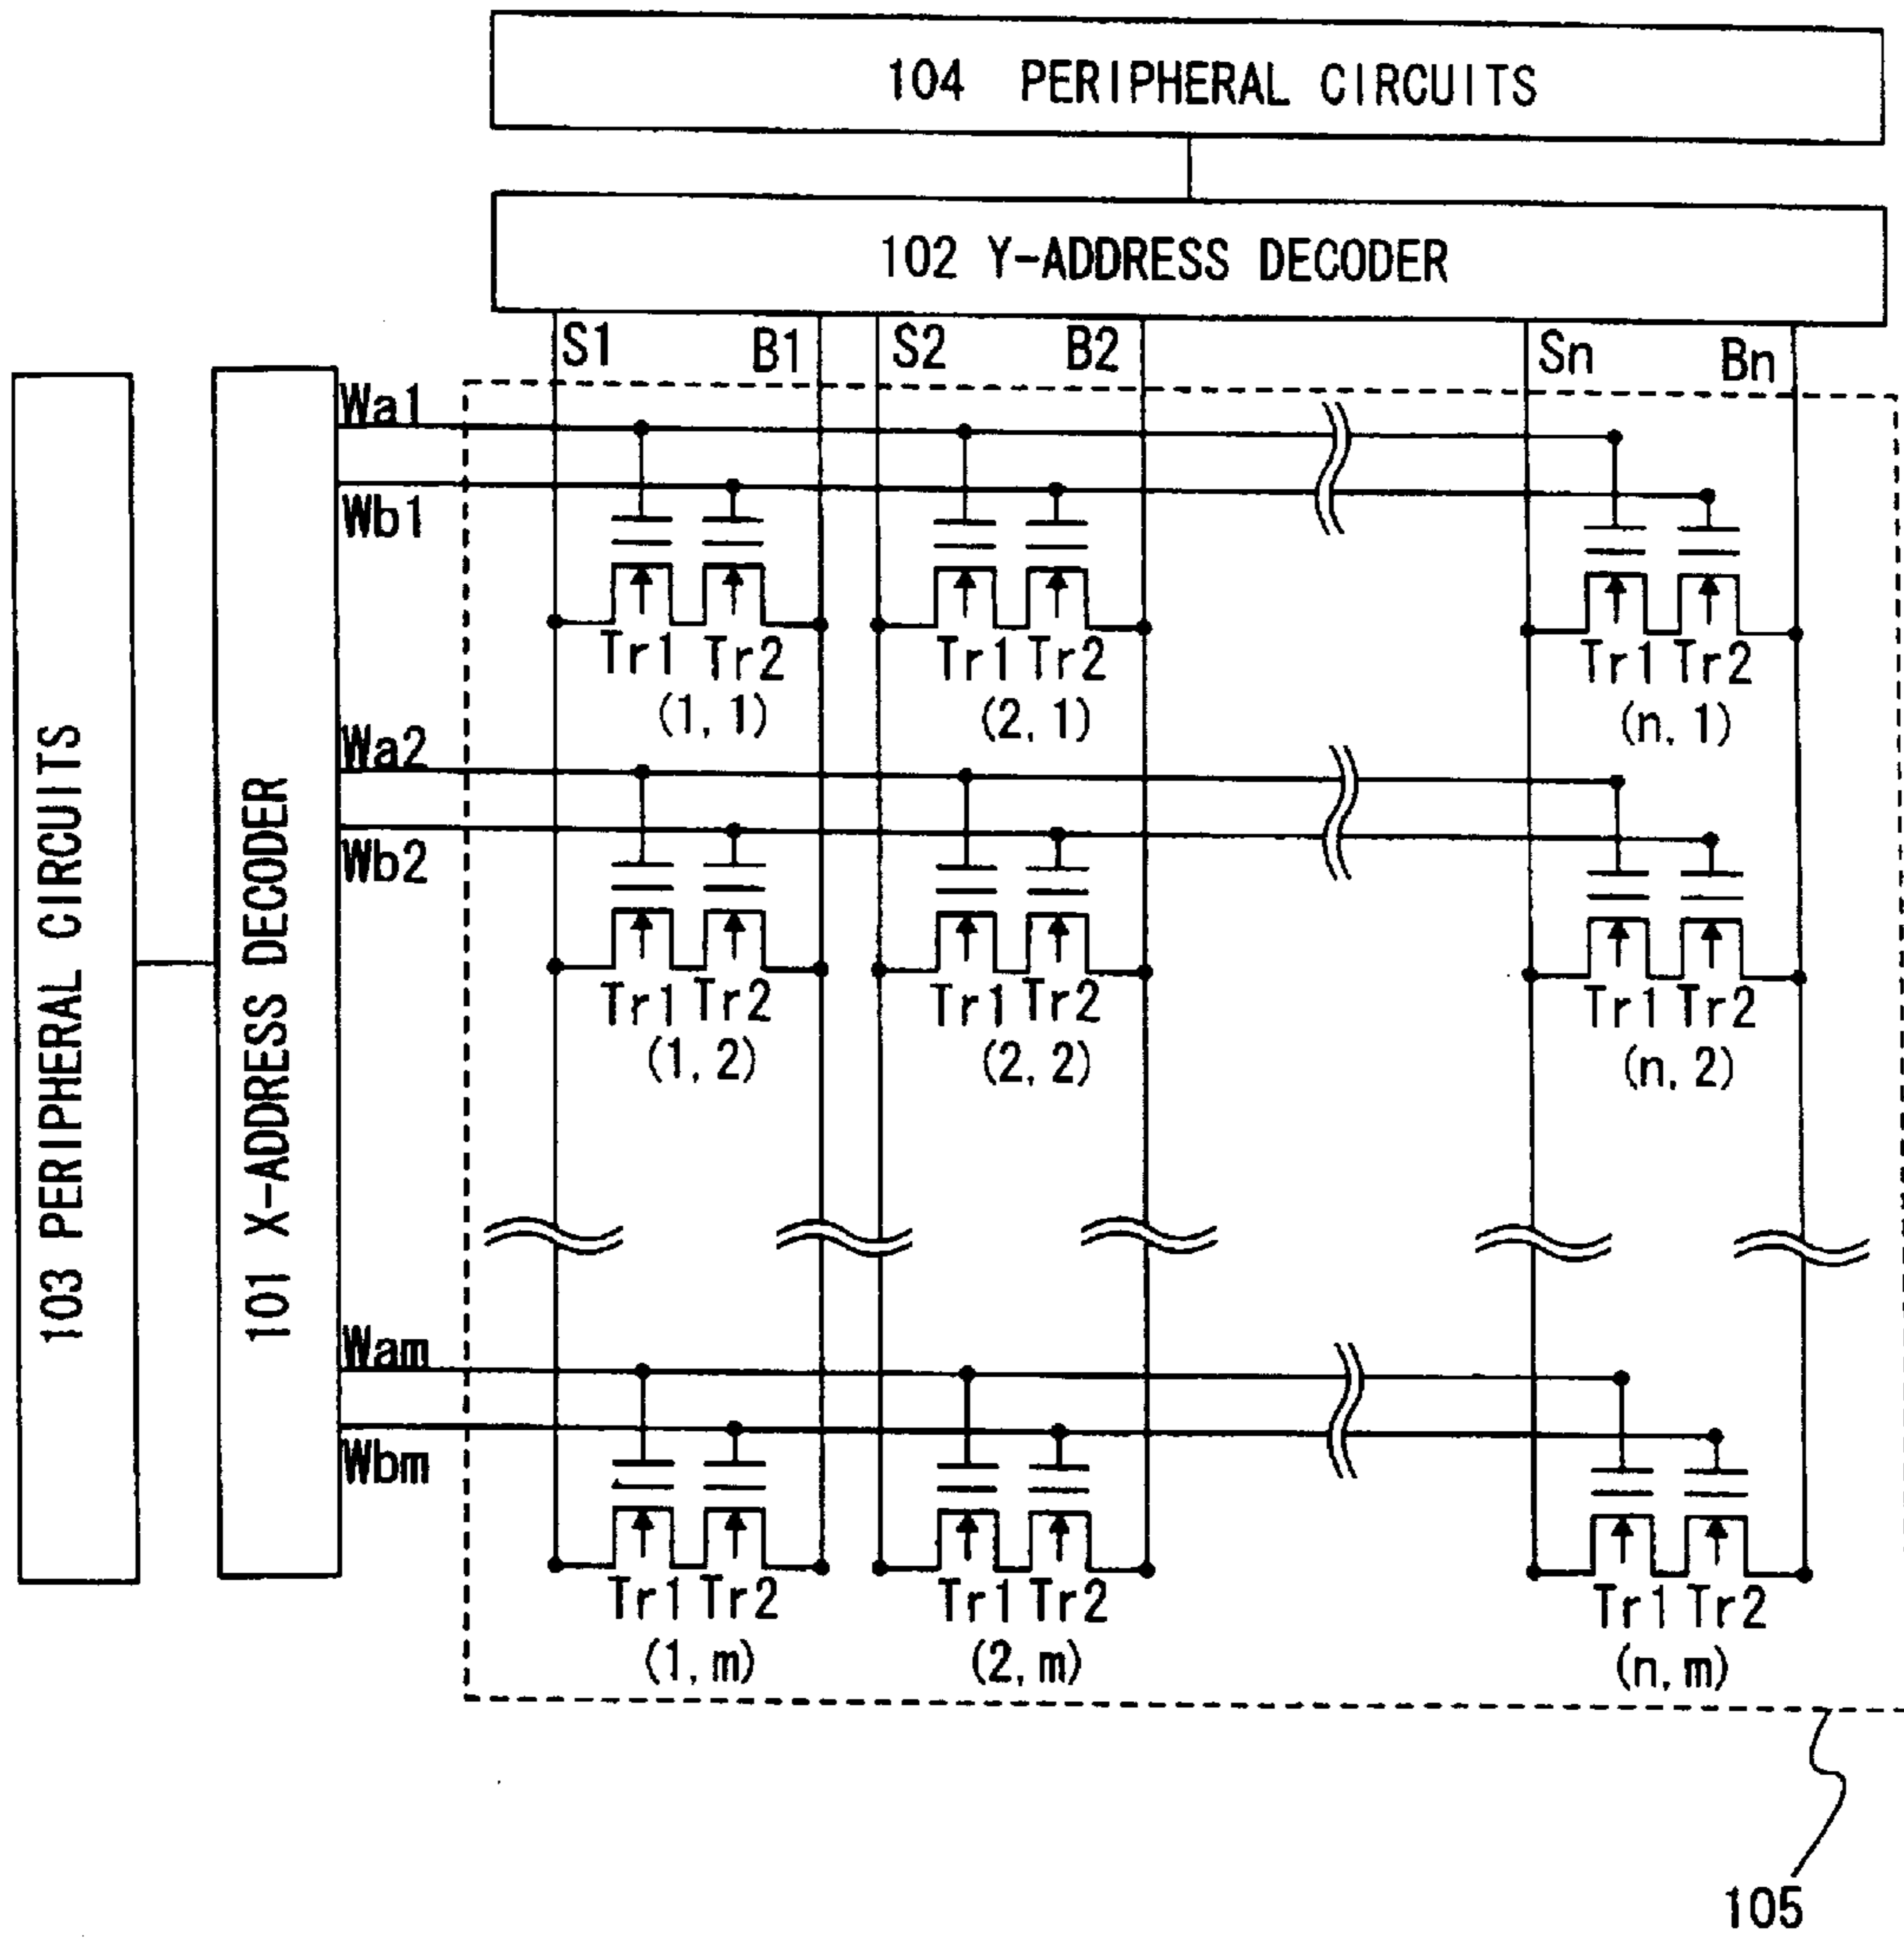 104 PERIPHERAL CIRCUITS
102 Y-ADDRESS DECODER
S1 B1 S2 B2 Sn Bn
103 PERIPHERAL CIRCUITS
101 X-ADDRESS DECODER
Wa1
Wb1
Tr1 Tr2 Tr1 Tr2 Tr1 Tr2
(1, 1) (2, 1) (n, 1)
Wa2
Wb2
Tr1 Tr2 Tr1 Tr2 Tr1 Tr2
(1, 2) (2, 2) (n, 2)
Wam
Wbm
Tr1 Tr2 Tr1 Tr2 Tr1 Tr2
(1, m) (2, m) (n, m)
105